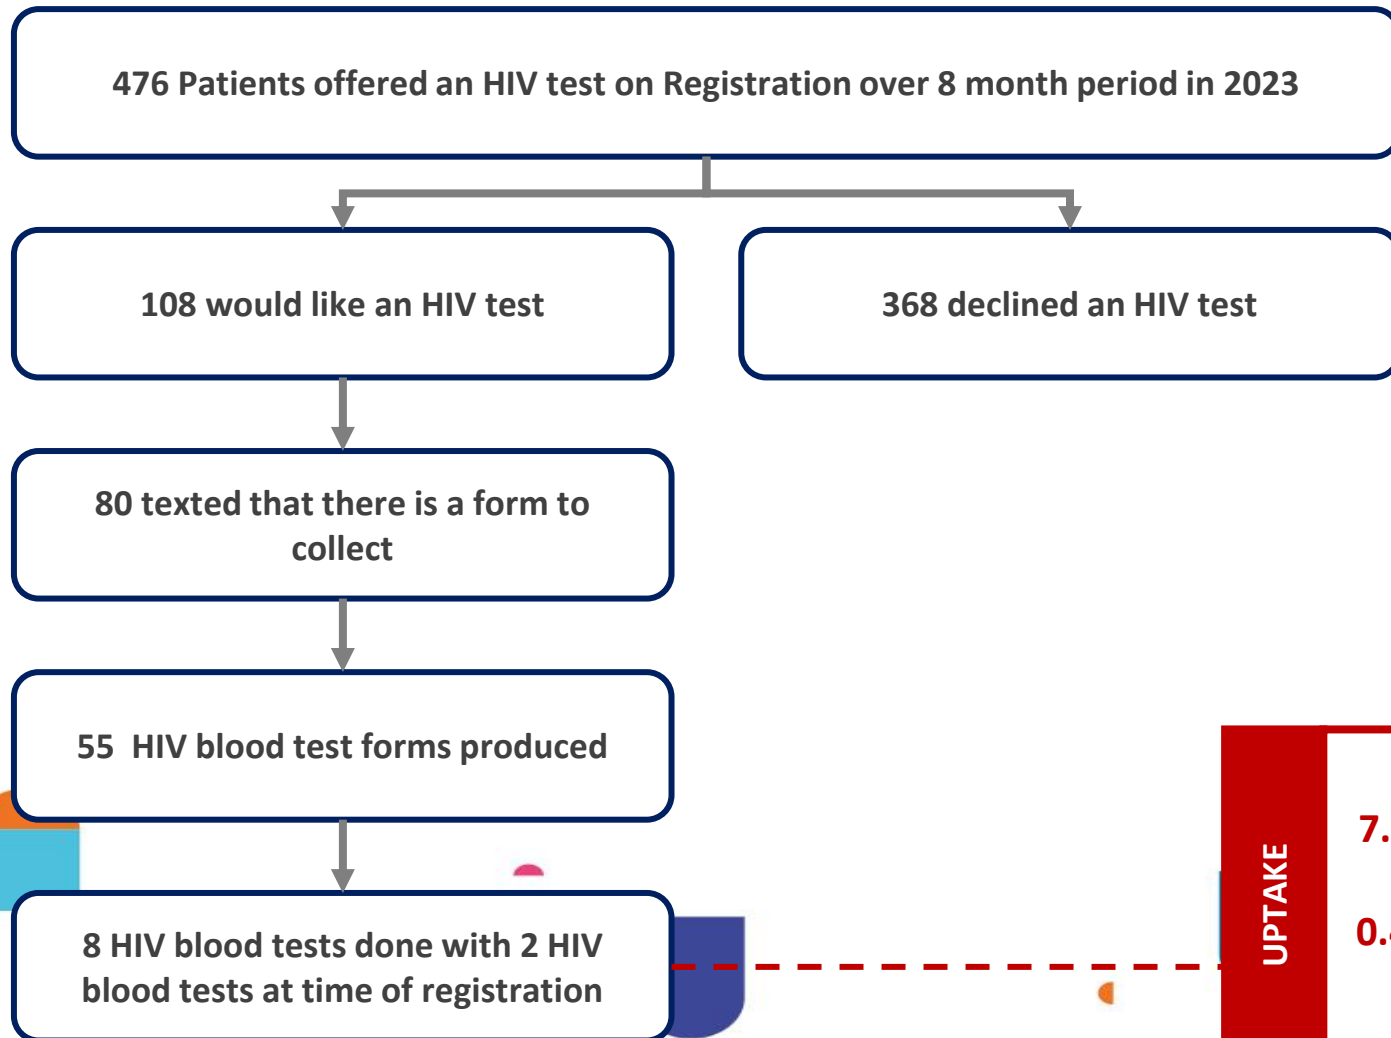 476 Patients offered an HIV test on Registration over 8 month period in 2023
108 would like an HIV test
368 declined an HIV test
80 texted that there is a form to
collect
55 HIV blood test forms produced
8 HIV blood tests done with 2 HIV
blood tests at time of registration
UPTAKE
7.
0.